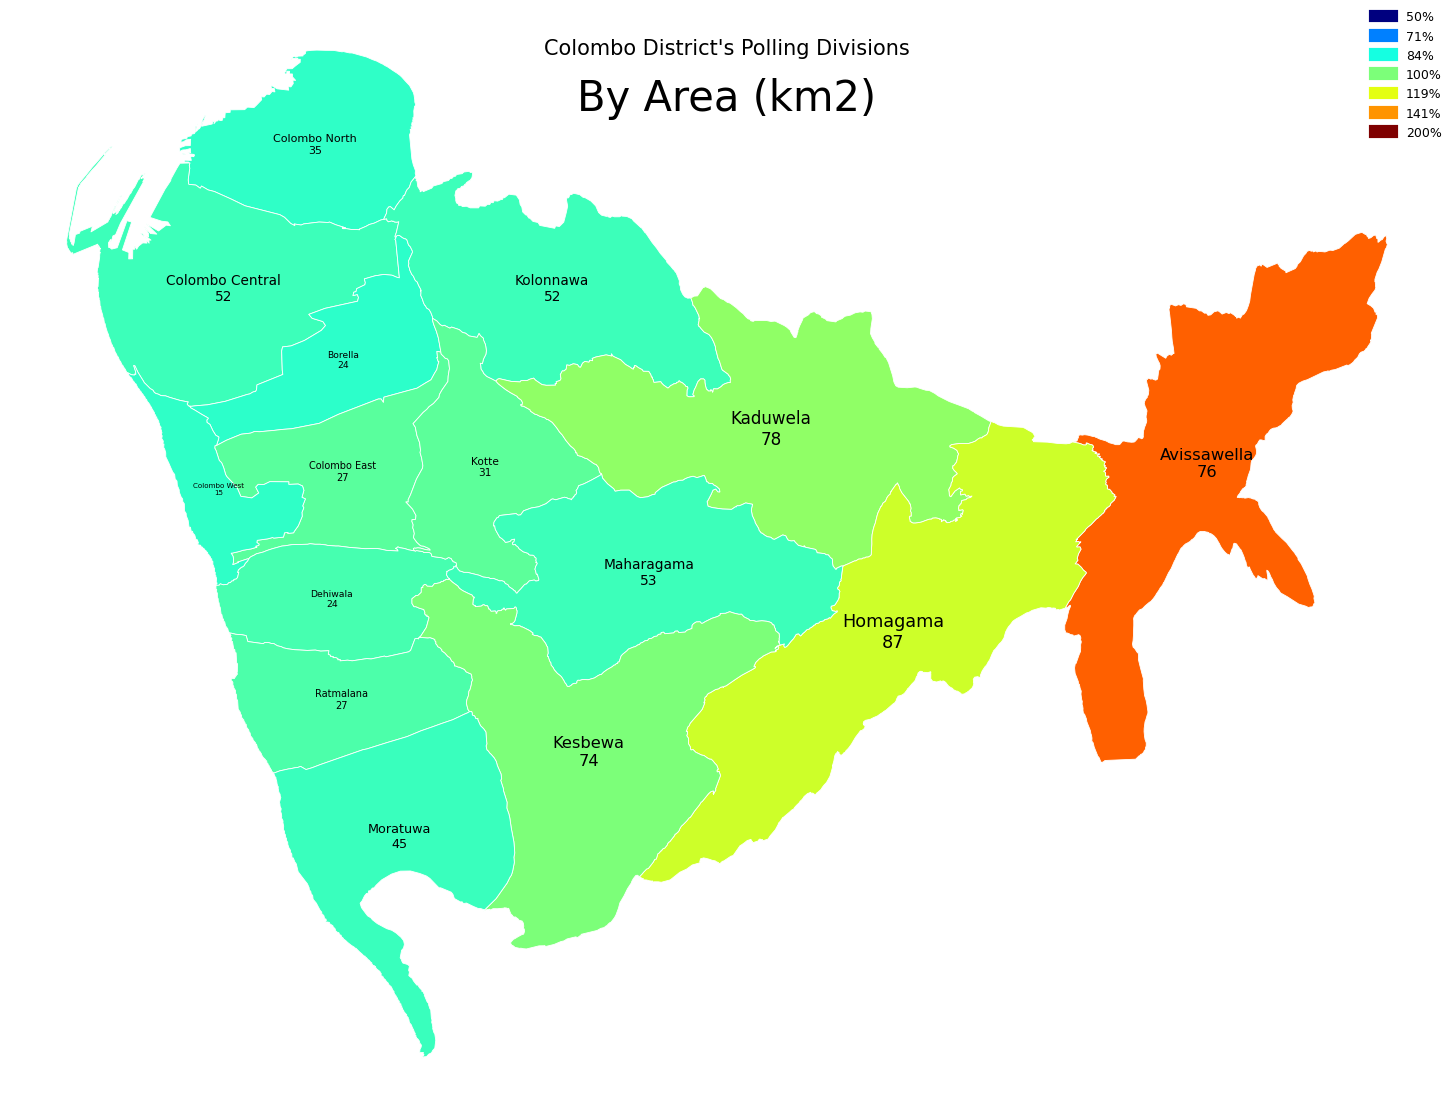 Colombo District's Polling Divisions
By Area (km2)
50%
71%
84%
100%
119%
141%
200%
Colombo North
35
Colombo Central
52
Kolonnawa
52
Borella
24
Kaduwela
78
Avissawella
76
Colombo East
27
Kotte
31
Colombo West
15
Maharagama
53
Dehiwala
24
Homagama
87
Ratmalana
27
Kesbewa
74
Moratuwa
45